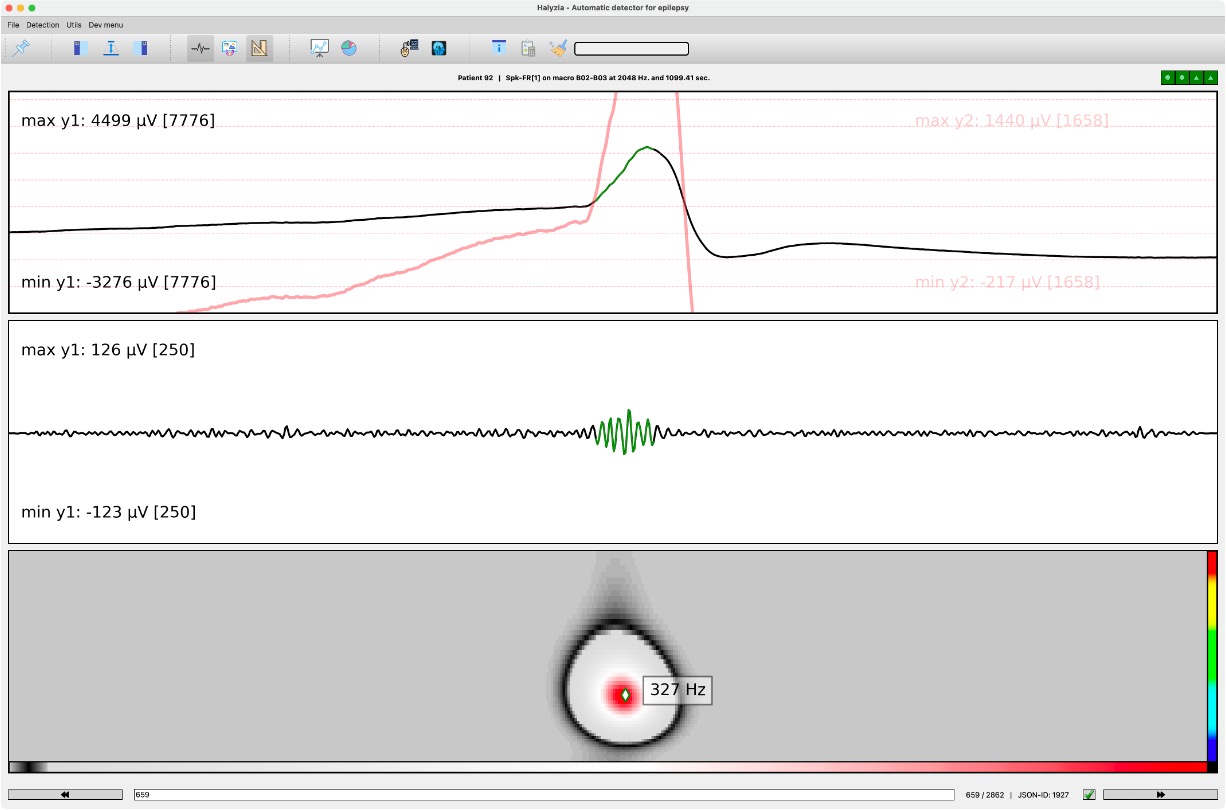 Halyzia - Automatic detector for epilepsy
File Detection Utils Dev menu
Patient 92 | Spk-FR[1] on macro B02-B03 at 2048 Hz. and 1099.41 sec.
max y1: 4499 µV [7776]
max y2: 1440 µV [1658]
min y1: -3276 µV [7776]
min y2: -217 µV [1658]
max y1: 126 µV [250]
min y1: -123 µV [250]
327 Hz
659
659 / 2862 | JSON-ID: 1927